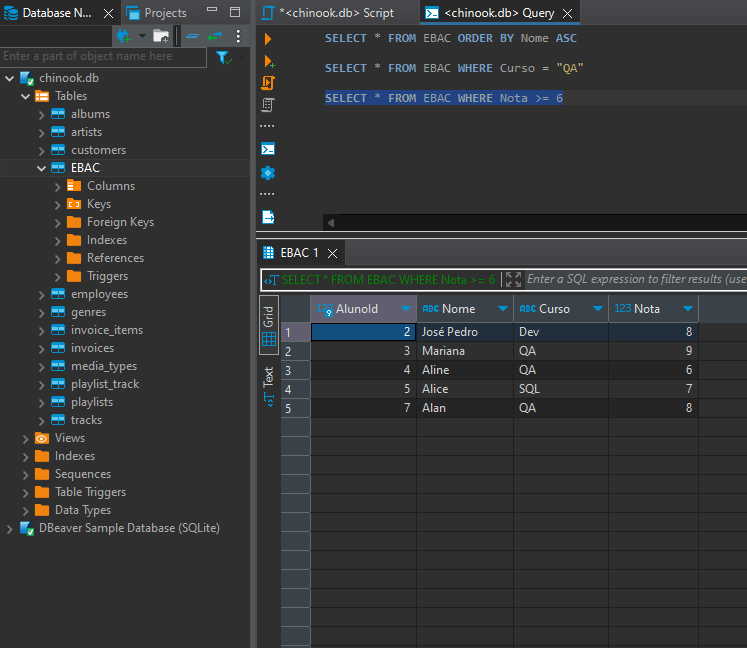 Database N...
Projects
Enter a part of object name here
chinook.db
Tables
albums
artists
customers
EBAC
Columns
Keys
Foreign Keys
Indexes
References
Triggers
employees
genres
invoice_items
invoices
media_types
playlist_track
playlists
tracks
Views
Indexes
Sequences
Table Triggers
Data Types
DBeaver Sample Database (SQLite)
*<chinook.db> Script
<chinook.db> Query
SELECT * FROM EBAC ORDER BY Nome ASC
SELECT * FROM EBAC WHERE Curso = "QA"
SELECT * FROM EBAC WHERE Nota >= 6
EBAC 1
SELECT * FROM EBAC WHERE Nota >= 6
Enter a SQL expression to filter results (use
Grid
Text
123 AlunoId ABC Nome ABC Curso 123 Nota
1 2 José Pedro Dev 8
2 3 Mariana QA 9
3 4 Aline QA 6
4 5 Alice SQL 7
5 7 Alan QA 8